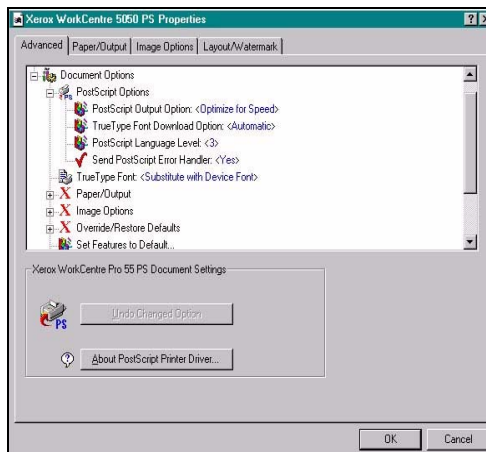 Xerox WorkCentre 5050 PS Properties
Advanced Paper/Output Image Options Layout/Watermark
Document Options
PostScript Options
PostScript Output Option: <Optimize for Speed>
TrueType Font Download Option: <Automatic>
PostScript Language Level: <3>
Send PostScript Error Handler: <Yes>
TrueType Font: <Substitute with Device Font>
Paper/Output
Image Options
Override/Restore Defaults
Set Features to Default...
Xerox WorkCentre Pro 55 PS Document Settings
PS
Undo Changed Option
About PostScript Printer Driver...
OK Cancel